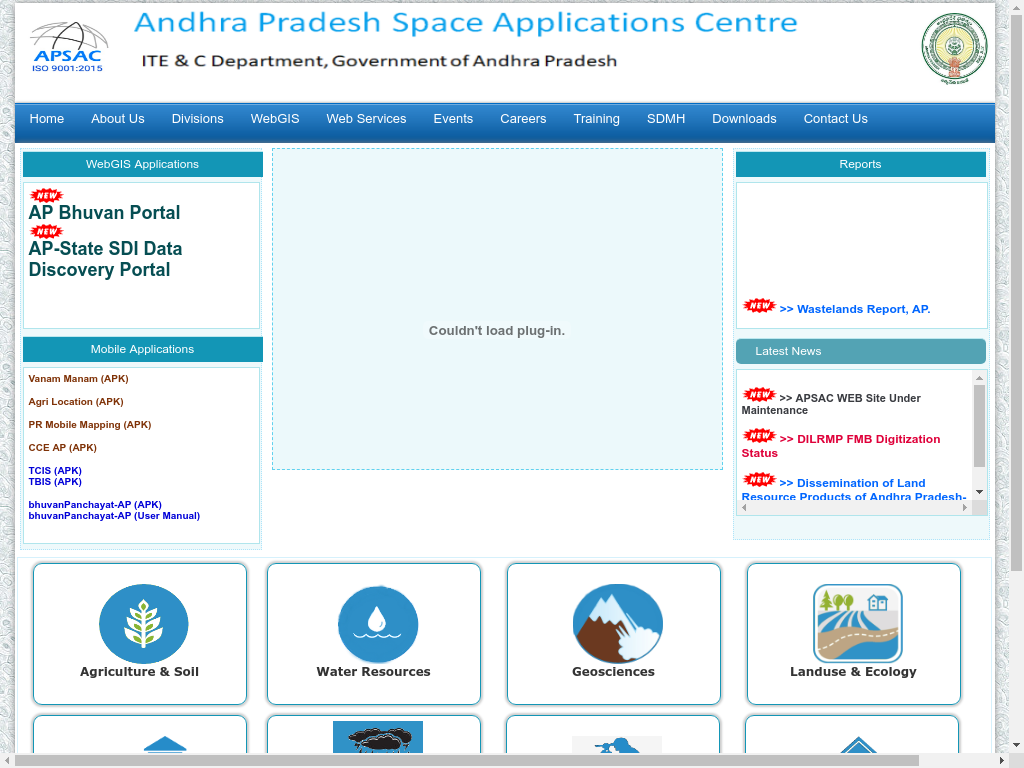 Andhra Pradesh Space Applications Centre
APSAC
ISO 9001:2015
ITE & C Department, Government of Andhra Pradesh
Home About Us Divisions WebGIS Web Services Events Careers Training SDMH Downloads Contact Us
WebGIS Applications
NEW
AP Bhuvan Portal
NEW
AP-State SDI Data
Discovery Portal
Mobile Applications
Vanam Manam (APK)
Agri Location (APK)
PR Mobile Mapping (APK)
CCE AP (APK)
TCIS (APK)
TBIS (APK)
bhuvanPanchayat-AP (APK)
bhuvanPanchayat-AP (User Manual)
Couldn't load plug-in.
Reports
NEW >> Wastelands Report, AP.
Latest News
NEW >> APSAC WEB Site Under
Maintenance
NEW >> DILRMP FMB Digitization
Status
NEW >> Dissemination of Land
Resource Products of Andhra Pradesh-
Agriculture & Soil
Water Resources
Geosciences
Landuse & Ecology